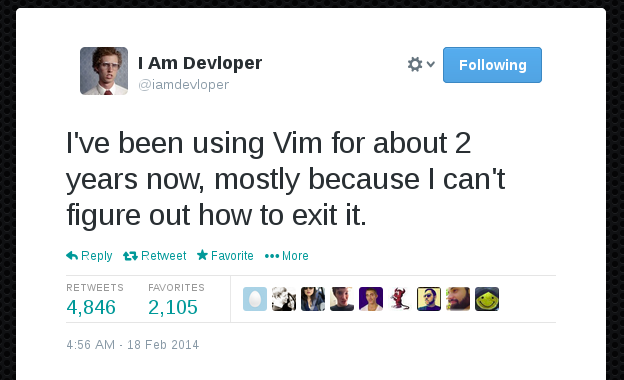 I Am Devloper
@iamdevloper
Following
I've been using Vim for about 2
years now, mostly because I can't
figure out how to exit it.
Reply Retweet Favorite More
RETWEETS FAVORITES
4,846 2,105
4:56 AM - 18 Feb 2014